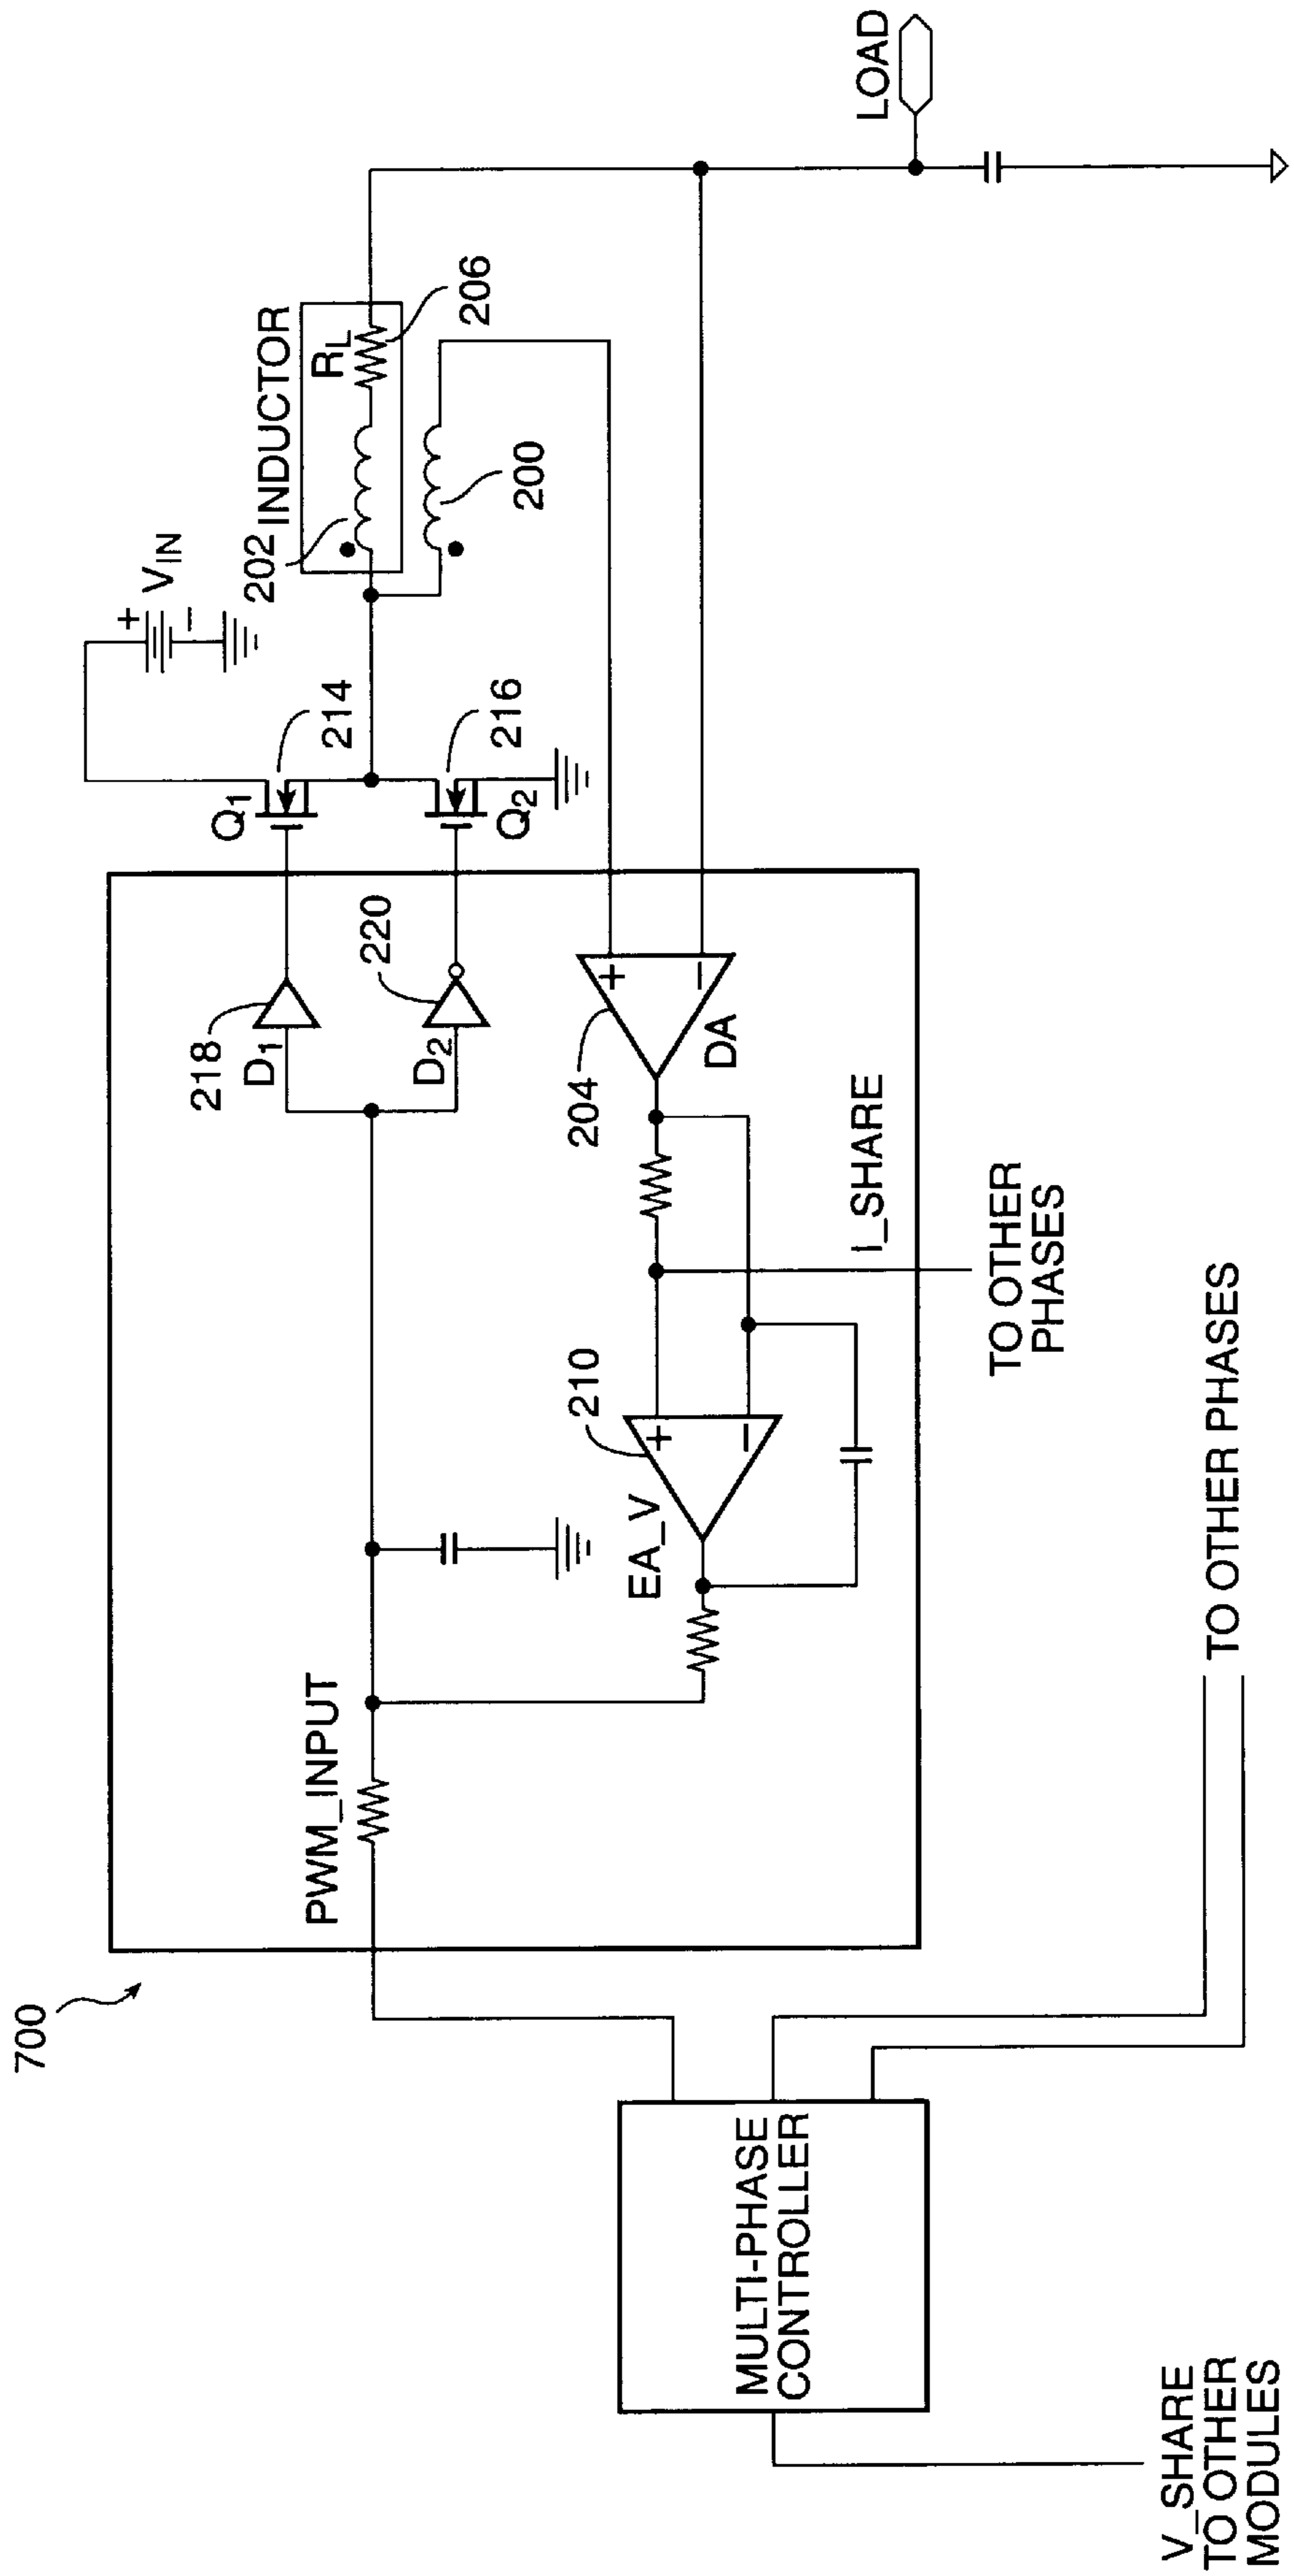 700
PWM_INPUT
218
D1
220
D2
Q1
214
Q2
216
+
VIN
–
202
INDUCTOR
RL
206
200
LOAD
EA_V
210
+
–
204
+
–
DA
I_SHARE
TO OTHER
PHASES
MULTI-PHASE
CONTROLLER
TO OTHER PHASES
V_SHARE
TO OTHER
MODULES